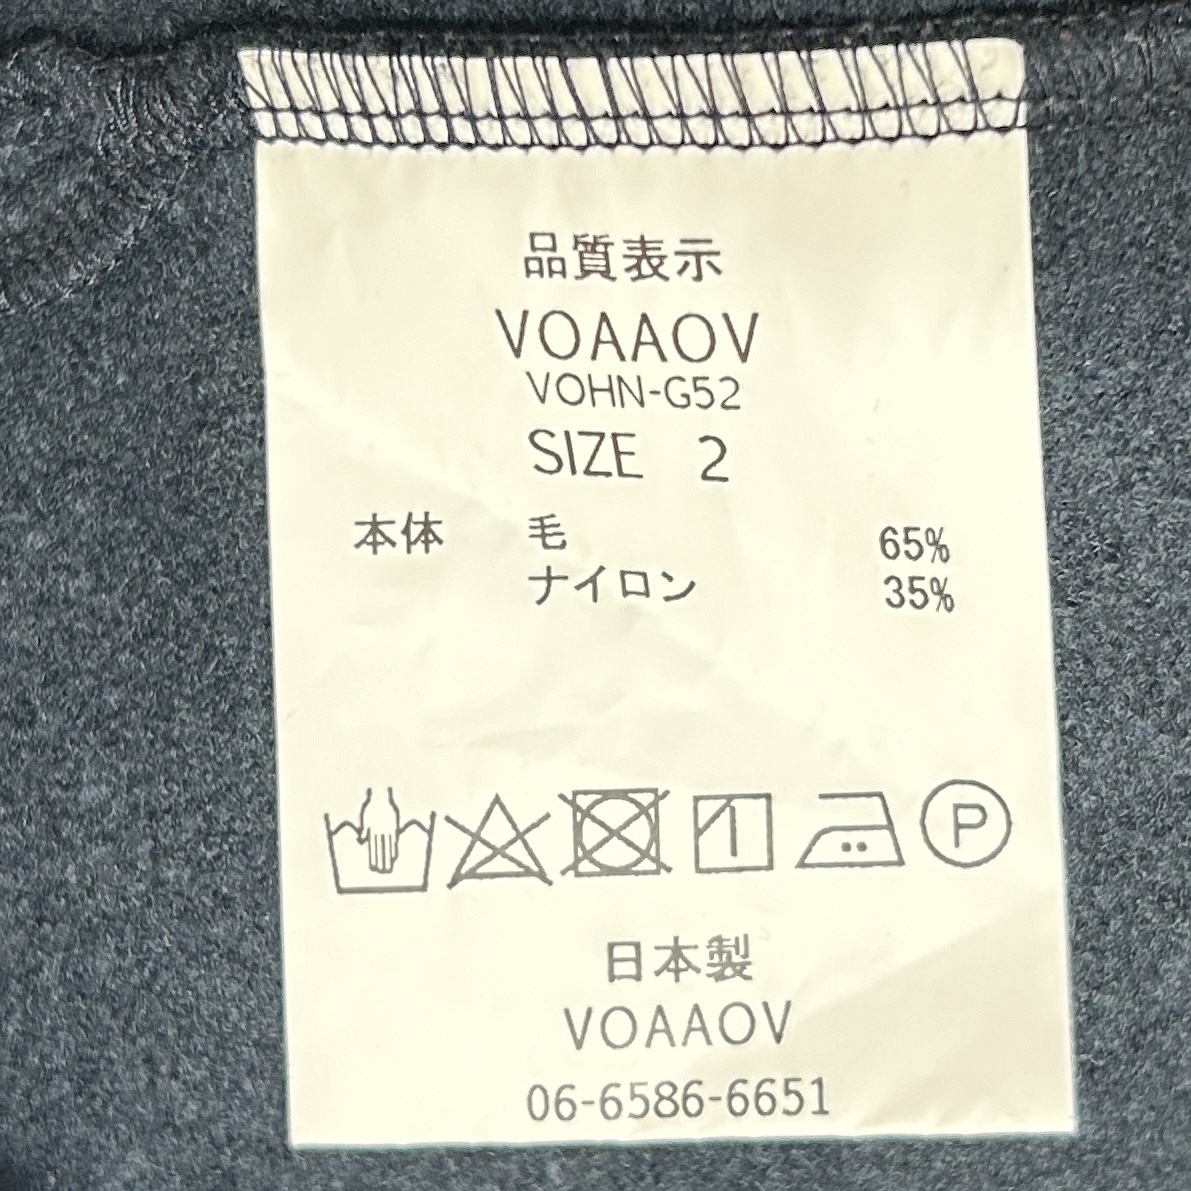 品質表示
VOAAOV
VOHN-G52
SIZE 2
本体 毛 65%
ナイロン 35%
P
日本製
VOAAOV
06-6586-6651